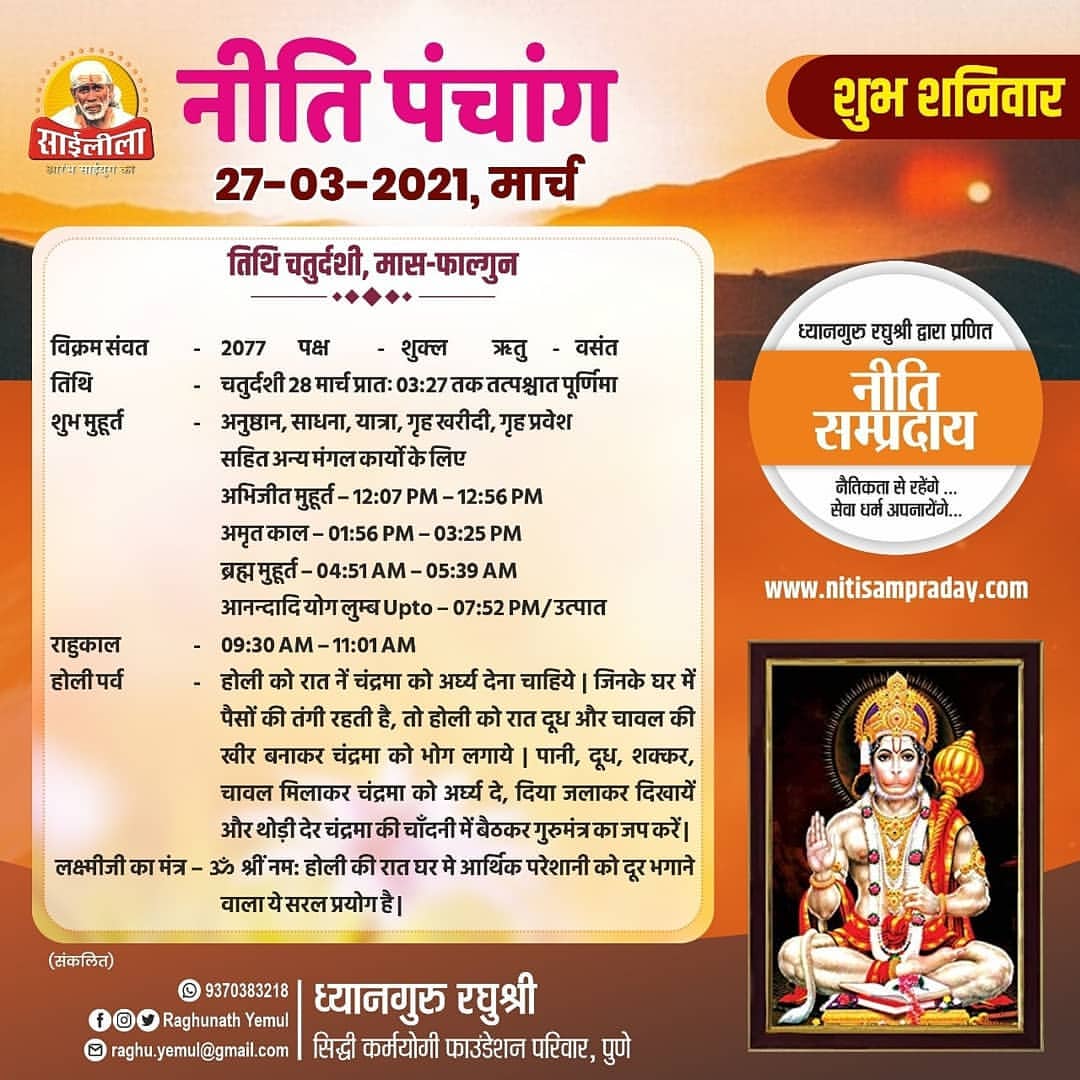 साईलीला
आरंभ साईयुग का
नीति पंचांग
27-03-2021, मार्च
शुभ शनिवार
तिथि चतुर्दशी, मास-फाल्गुन
विक्रम संवत - 2077 पक्ष - शुक्ल ऋतु - वसंत
तिथि - चतुर्दशी 28 मार्च प्रातः 03:27 तक तत्पश्चात पूर्णिमा
शुभ मुहूर्त - अनुष्ठान, साधना, यात्रा, गृह खरीदी, गृह प्रवेश
सहित अन्य मंगल कार्यो के लिए
अभिजीत मुहूर्त – 12:07 PM – 12:56 PM
अमृत काल – 01:56 PM – 03:25 PM
ब्रह्म मुहूर्त – 04:51 AM – 05:39 AM
आनन्दादि योग लुम्ब Upto – 07:52 PM/उत्पात
राहुकाल - 09:30 AM – 11:01 AM
होली पर्व - होली को रात नें चंद्रमा को अर्घ्य देना चाहिये | जिनके घर में
पैसों की तंगी रहती है, तो होली को रात दूध और चावल की
खीर बनाकर चंद्रमा को भोग लगाये | पानी, दूध, शक्कर,
चावल मिलाकर चंद्रमा को अर्घ्य दे, दिया जलाकर दिखायें
और थोड़ी देर चंद्रमा की चाँदनी में बैठकर गुरुमंत्र का जप करें |
लक्ष्मीजी का मंत्र – ॐ श्रीं नम: होली की रात घर मे आर्थिक परेशानी को दूर भगाने
वाला ये सरल प्रयोग है |
ध्यानगुरु रघुश्री द्वारा प्रणित
नीति
सम्प्रदाय
नैतिकता से रहेंगे ...
सेवा धर्म अपनायेंगे...
www.nitisampraday.com
(संकलित)
9370383218
Raghunath Yemul
raghu.yemul@gmail.com
ध्यानगुरु रघुश्री
सिद्धी कर्मयोगी फाउंडेशन परिवार, पुणे